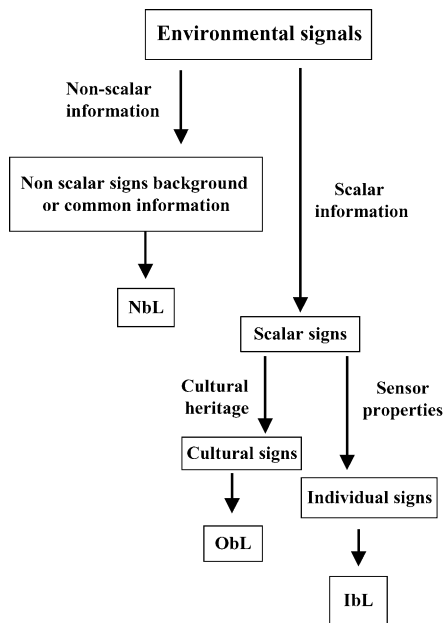 Environmental signals
Non-scalar
information
Non scalar signs background
or common information
Scalar
information
NbL
Scalar signs
Cultural
heritage
Sensor
properties
Cultural signs
Individual signs
ObL
IbL